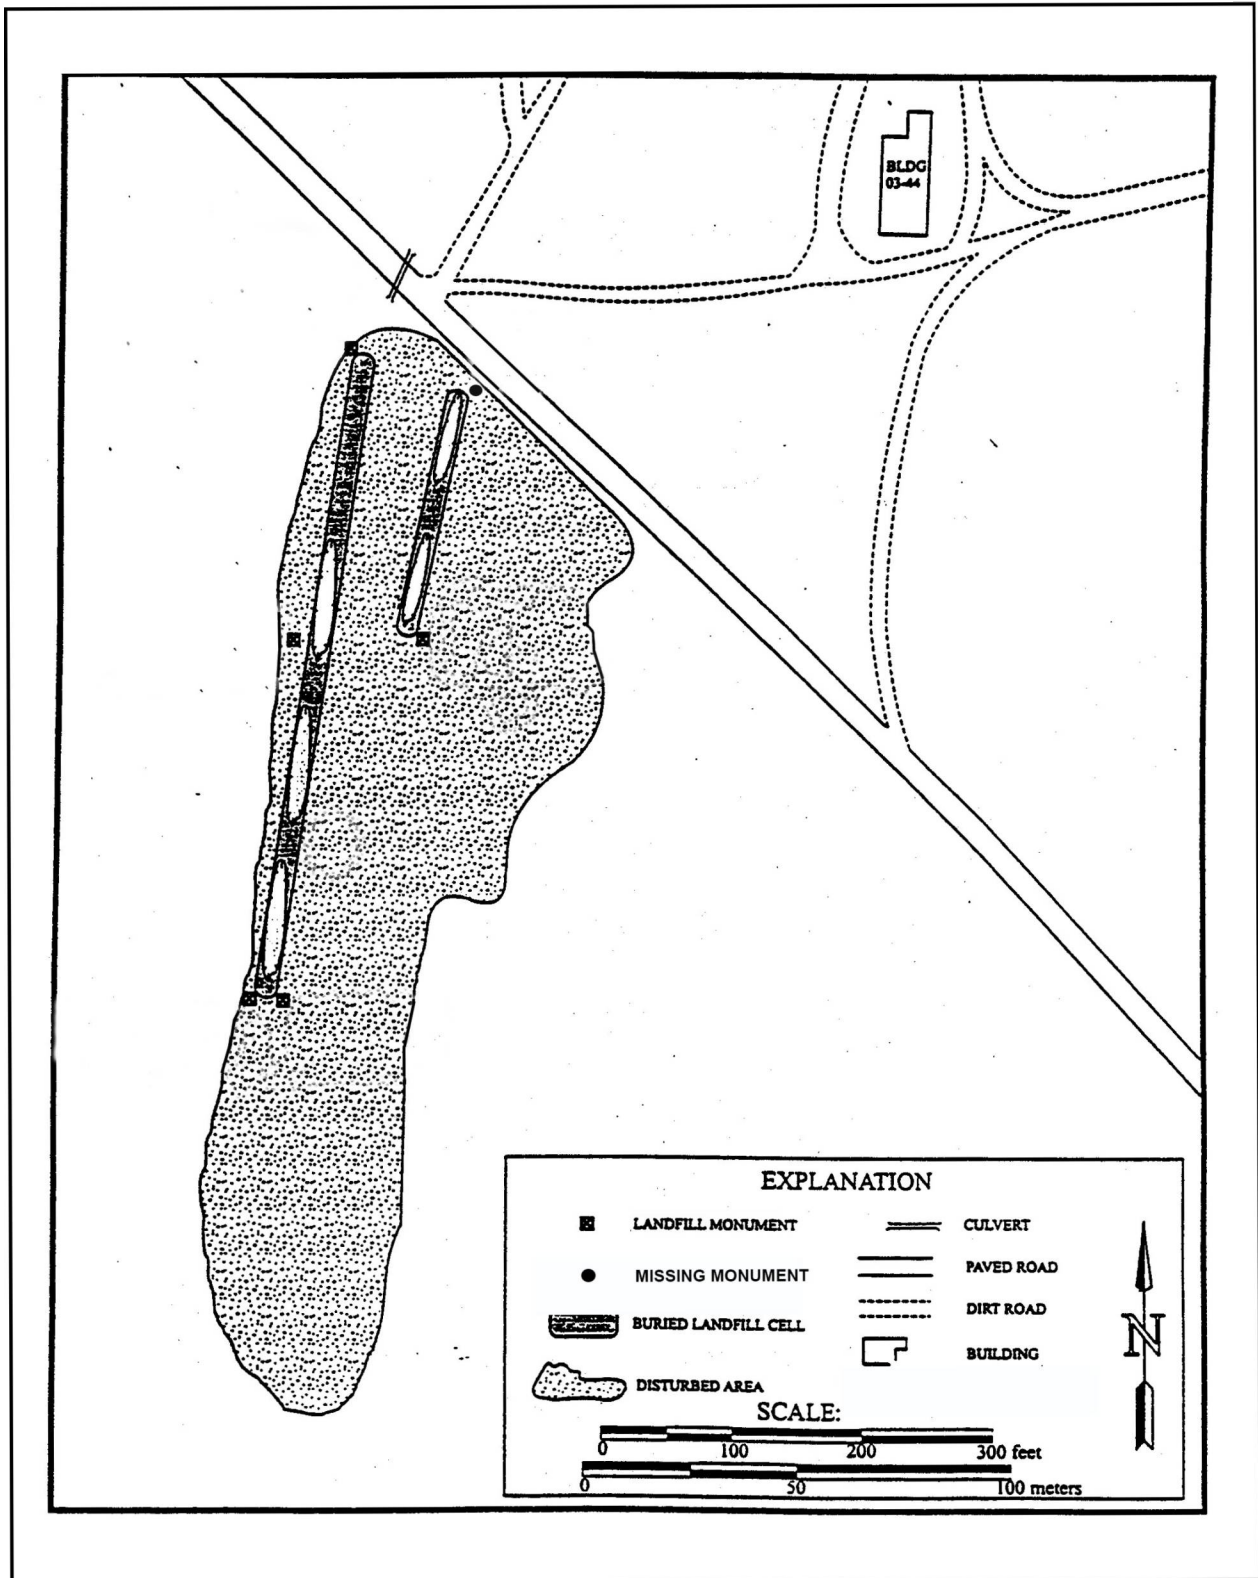 BLDG
03-44
EXPLANATION
LANDFILL MONUMENT
CULVERT
MISSING MONUMENT
PAVED ROAD
BURIED LANDFILL CELL
DIRT ROAD
DISTURBED AREA
BUILDING
N
SCALE:
0 100 200 300 feet
0 50 100 meters